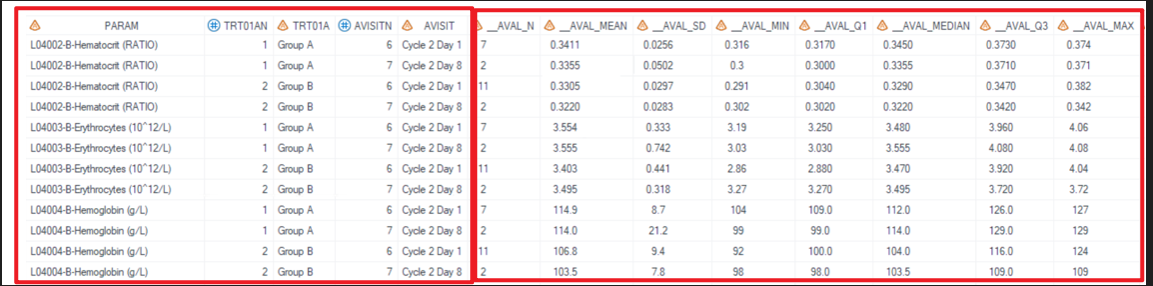 PARAM TRT01AN TRT01A AVISITN AVISIT __AVAL_N __AVAL_MEAN __AVAL_SD __AVAL_MIN __AVAL_Q1 __AVAL_MEDIAN __AVAL_Q3 __AVAL_MAX
L04002-B-Hematocrit (RATIO) 1 Group A 6 Cycle 2 Day 1 7 0.3411 0.0256 0.316 0.3170 0.3450 0.3730 0.374
L04002-B-Hematocrit (RATIO) 1 Group A 7 Cycle 2 Day 8 2 0.3355 0.0502 0.3 0.3000 0.3355 0.3710 0.371
L04002-B-Hematocrit (RATIO) 2 Group B 6 Cycle 2 Day 1 11 0.3305 0.0297 0.291 0.3040 0.3290 0.3470 0.382
L04002-B-Hematocrit (RATIO) 2 Group B 7 Cycle 2 Day 8 2 0.3220 0.0283 0.302 0.3020 0.3220 0.3420 0.342
L04003-B-Erythrocytes (10^12/L) 1 Group A 6 Cycle 2 Day 1 7 3.554 0.333 3.19 3.250 3.480 3.960 4.06
L04003-B-Erythrocytes (10^12/L) 1 Group A 7 Cycle 2 Day 8 2 3.555 0.742 3.03 3.030 3.555 4.080 4.08
L04003-B-Erythrocytes (10^12/L) 2 Group B 6 Cycle 2 Day 1 11 3.403 0.441 2.86 2.880 3.470 3.920 4.04
L04003-B-Erythrocytes (10^12/L) 2 Group B 7 Cycle 2 Day 8 2 3.495 0.318 3.27 3.270 3.495 3.720 3.72
L04004-B-Hemoglobin (g/L) 1 Group A 6 Cycle 2 Day 1 7 114.9 8.7 104 109.0 112.0 126.0 127
L04004-B-Hemoglobin (g/L) 1 Group A 7 Cycle 2 Day 8 2 114.0 21.2 99 99.0 114.0 129.0 129
L04004-B-Hemoglobin (g/L) 2 Group B 6 Cycle 2 Day 1 11 106.8 9.4 92 100.0 104.0 116.0 124
L04004-B-Hemoglobin (g/L) 2 Group B 7 Cycle 2 Day 8 2 103.5 7.8 98 98.0 103.5 109.0 109